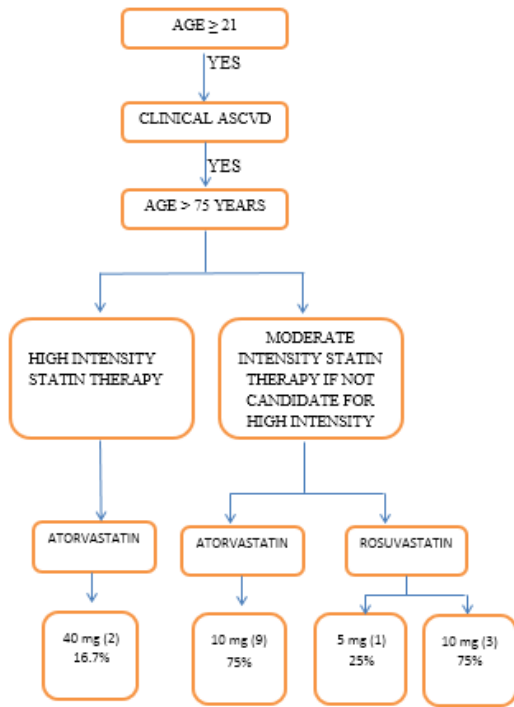 AGE ≥ 21
YES
CLINICAL ASCVD
YES
AGE > 75 YEARS
HIGH INTENSITY
STATIN THERAPY
MODERATE
INTENSITY STATIN
THERAPY IF NOT
CANDIDATE FOR
HIGH INTENSITY
ATORVASTATIN
ATORVASTATIN
ROSUVASTATIN
40 mg (2)
16.7%
10 mg (9)
75%
5 mg (1)
25%
10 mg (3)
75%